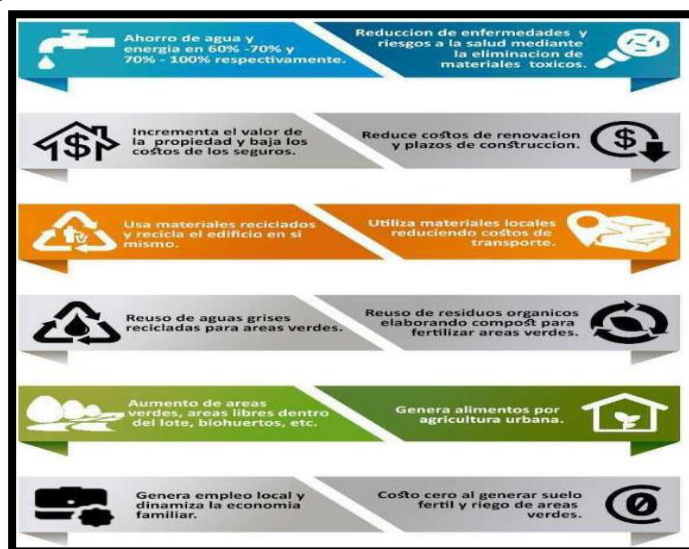 Ahorro de agua y
energia en 60% -70% y
70% - 100% respectivamente.
Reduccion de enfermedades y
riesgos a la salud mediante
la eliminacion de
materiales toxicos.
$
Incrementa el valor de
la propiedad y baja los
costos de los seguros.
Reduce costos de renovacion
y plazos de construccion.
$
Usa materiales reciclados
y recicla el edificio en si
mismo.
Utiliza materiales locales
reduciendo costos de
transporte.
Reuso de aguas grises
recicladas para areas verdes.
Reuso de residuos organicos
elaborando compost para
fertilizar areas verdes.
Aumento de areas
verdes, areas libres dentro
del lote, biohuertos, etc.
Genera alimentos por
agricultura urbana.
Genera empleo local y
dinamiza la economia
familiar.
Costo cero al generar suelo
fertil y riego de areas
verdes.
0